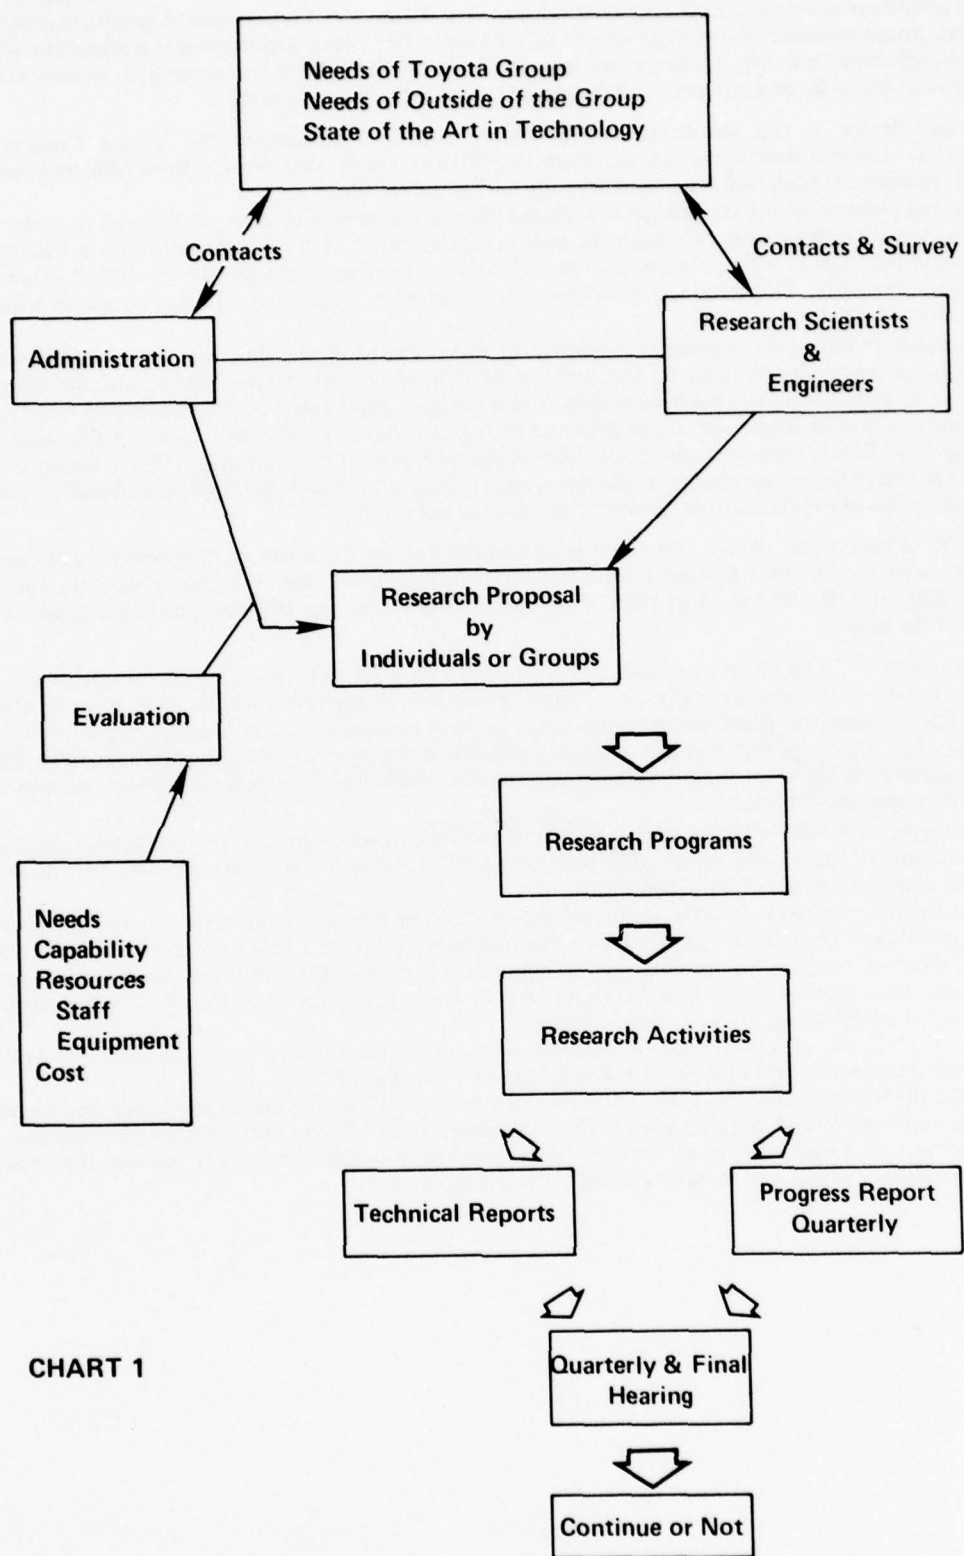 Needs of Toyota Group
Needs of Outside of the Group
State of the Art in Technology
Contacts
Contacts & Survey
Administration
Research Scientists
&
Engineers
Research Proposal
by
Individuals or Groups
Evaluation
Research Programs
Needs
Capability
Resources
Staff
Equipment
Cost
Research Activities
Technical Reports
Progress Report
Quarterly
CHART 1
Quarterly & Final
Hearing
Continue or Not